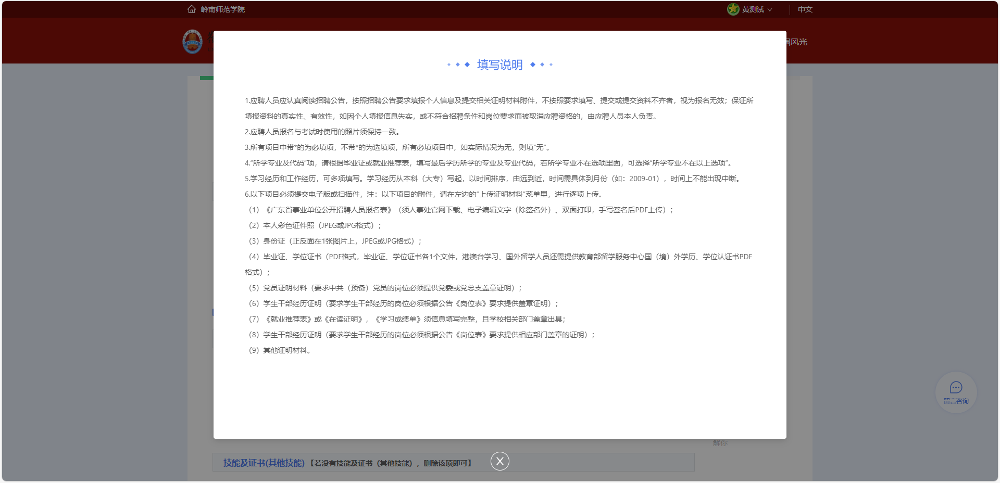 岭南师范学院
黄测试
中文
园风光
填写说明
1.应聘人员应认真阅读招聘公告，按照招聘公告要求填报个人信息及提交相关证明材料附件，不按照要求填写、提交或提交资料不齐者，视为报名无效；保证所
填报资料的真实性、有效性，如因个人填报信息失实，或不符合招聘条件和岗位要求而被取消应聘资格的，由应聘人员本人负责。
2.应聘人员报名与考试时使用的照片须保持一致。
3.所有项目中带*的为必填项，不带*的为选填项，所有必填项目中，如实际情况为无，则填“无”。
4.“所学专业及代码”项，请根据毕业证或就业推荐表，填写最后学历所学的专业及专业代码，若所学专业不在选项里面，可选择“所学专业不在以上选项”。
5.学习经历和工作经历，可多项填写。学习经历从本科（大专）写起，以时间排序，由远到近，时间需具体到月份（如：2009-01），时间上不能出现中断。
6.以下项目必须提交电子版或扫描件，注：以下项目的附件，请在左边的“上传证明材料”菜单里，进行逐项上传。
（1）《广东省事业单位公开招聘人员报名表》（须人事处官网下载、电子编辑文字（除签名外）、双面打印，手写签名后PDF上传）；
（2）本人彩色证件照（JPEG或JPG格式）；
（3）身份证（正反面在1张图片上，JPEG或JPG格式）；
（4）毕业证、学位证书（PDF格式，毕业证、学位证书各1个文件，港澳台学习、国外留学人员还需提供教育部留学服务中心国（境）外学历、学位认证书PDF
格式）；
（5）党员证明材料（要求中共（预备）党员的岗位必须提供党委或党总支盖章证明）；
（6）学生干部经历证明（要求学生干部经历的岗位必须根据公告《岗位表》要求提供盖章证明）；
（7）《就业推荐表》或《在读证明》，《学习成绩单》须信息填写完整，且学校相关部门盖章出具；
（8）学生干部经历证明（要求学生干部经历的岗位必须根据公告《岗位表》要求提供相应部门盖章的证明）；
（9）其他证明材料。
留言咨询
解你
技能及证书(其他技能)【若没有技能及证书（其他技能），删除该项即可】